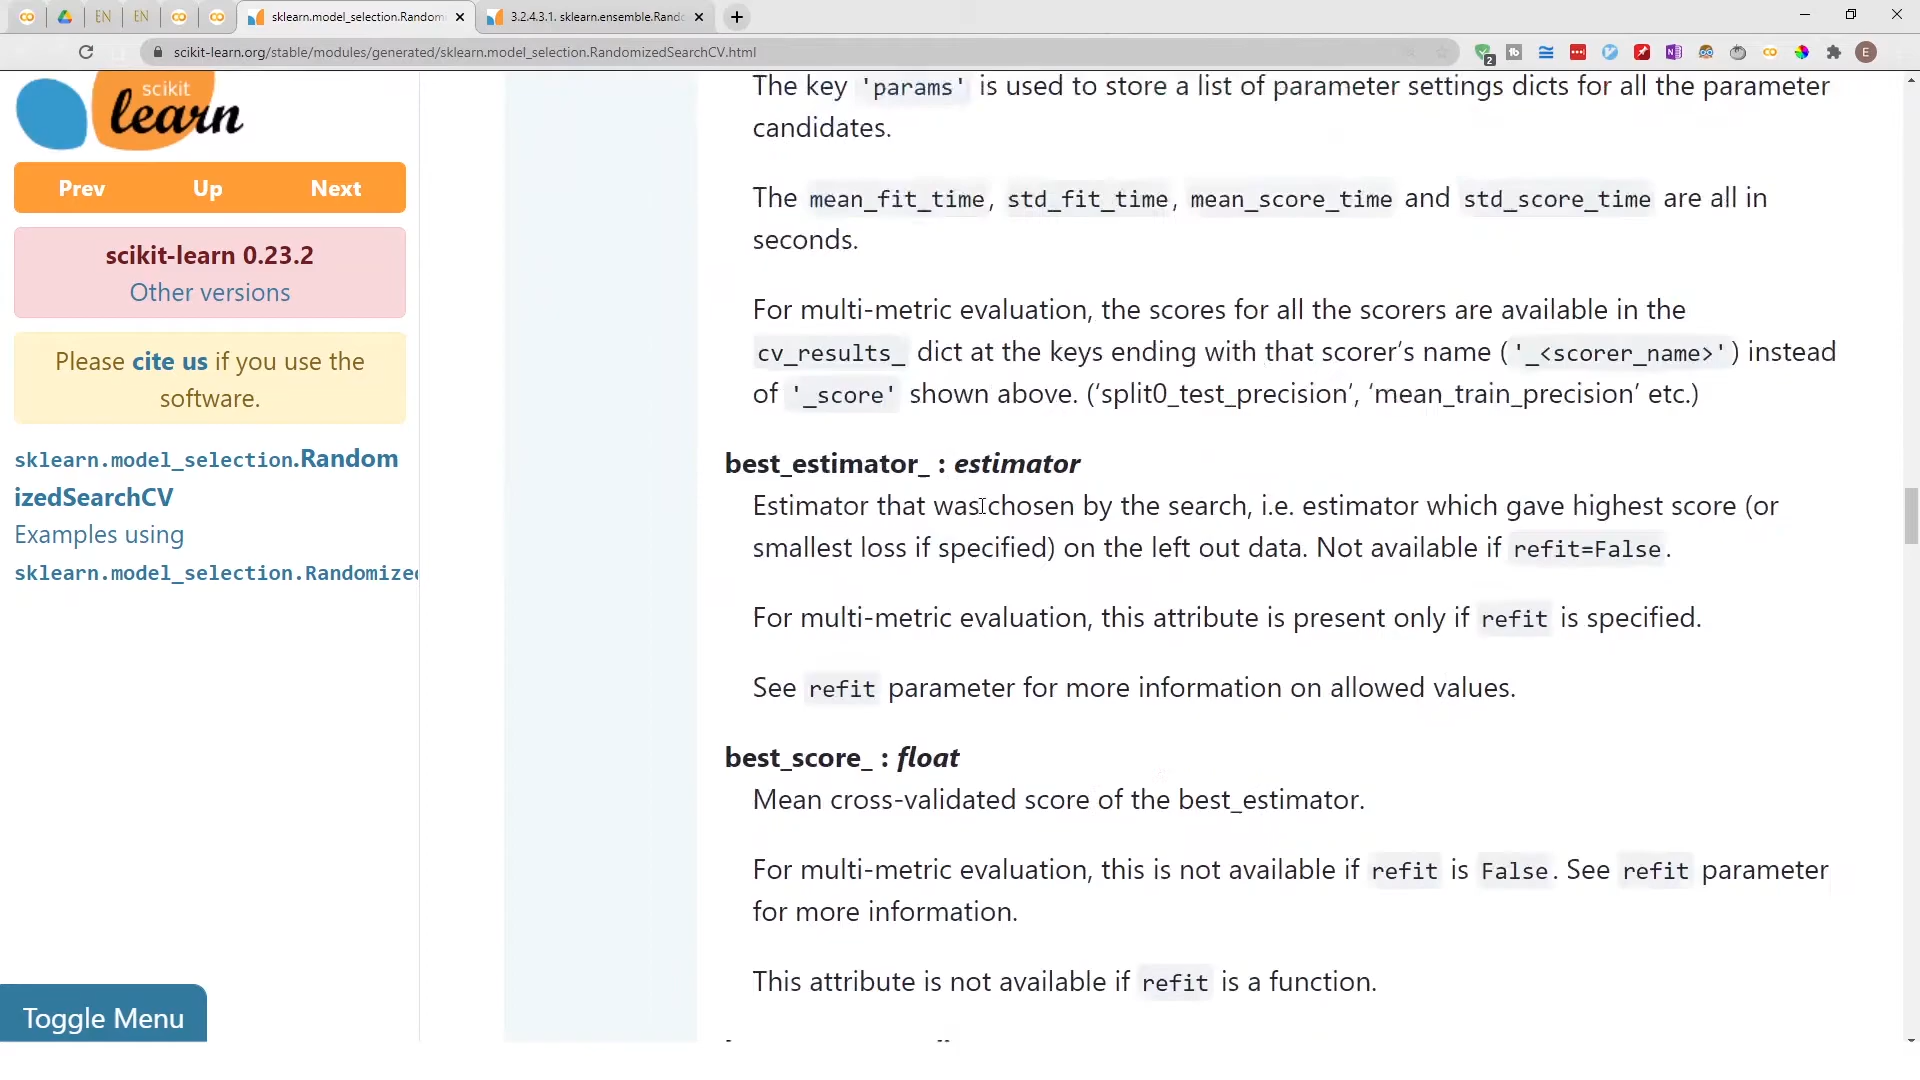 EN
EN
sklearn.model_selection.Random
3.2.4.3.1. sklearn.ensemble.Rand
scikit-learn.org/stable/modules/generated/sklearn.model_selection.RandomizedSearchCV.html
2
E
scikit
learn
Prev Up Next
scikit-learn 0.23.2
Other versions
Please cite us if you use the
software.
sklearn.model_selection.Random
izedSearchCV
Examples using
sklearn.model_selection.Randomized
Toggle Menu
The key 'params' is used to store a list of parameter settings dicts for all the parameter
candidates.
The mean_fit_time, std_fit_time, mean_score_time and std_score_time are all in
seconds.
For multi-metric evaluation, the scores for all the scorers are available in the
cv_results_ dict at the keys ending with that scorer’s name ('_<scorer_name>') instead
of '_score' shown above. (‘split0_test_precision’, ‘mean_train_precision’ etc.)
best_estimator_ : estimator
Estimator that was chosen by the search, i.e. estimator which gave highest score (or
smallest loss if specified) on the left out data. Not available if refit=False.
For multi-metric evaluation, this attribute is present only if refit is specified.
See refit parameter for more information on allowed values.
best_score_ : float
Mean cross-validated score of the best_estimator.
For multi-metric evaluation, this is not available if refit is False. See refit parameter
for more information.
This attribute is not available if refit is a function.